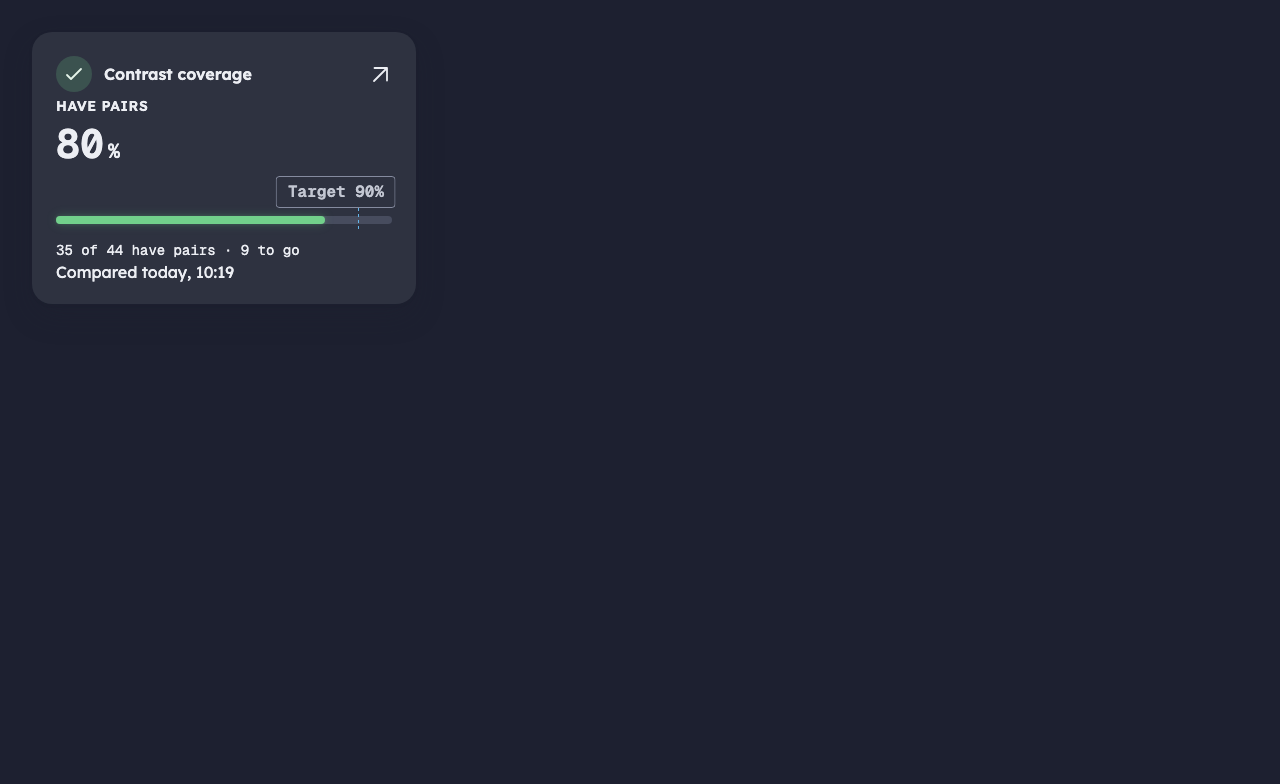 Contrast coverage
HAVE PAIRS
80%
Target 90%
35 of 44 have pairs · 9 to go
Compared today, 10:19